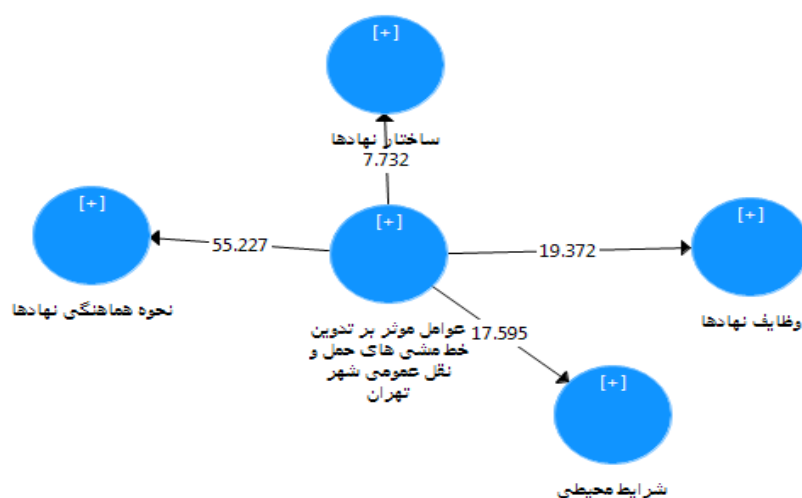 [+]
ساختار نهادها
7.732
[+]
نحوه هماهنگی نهادها
55.227
[+]
عوامل موثر بر تدوین
خط مشی های حمل و
نقل عمومی شهر
تهران
19.372
[+]
وظایف نهادها
17.595
[+]
شرایط محیطی